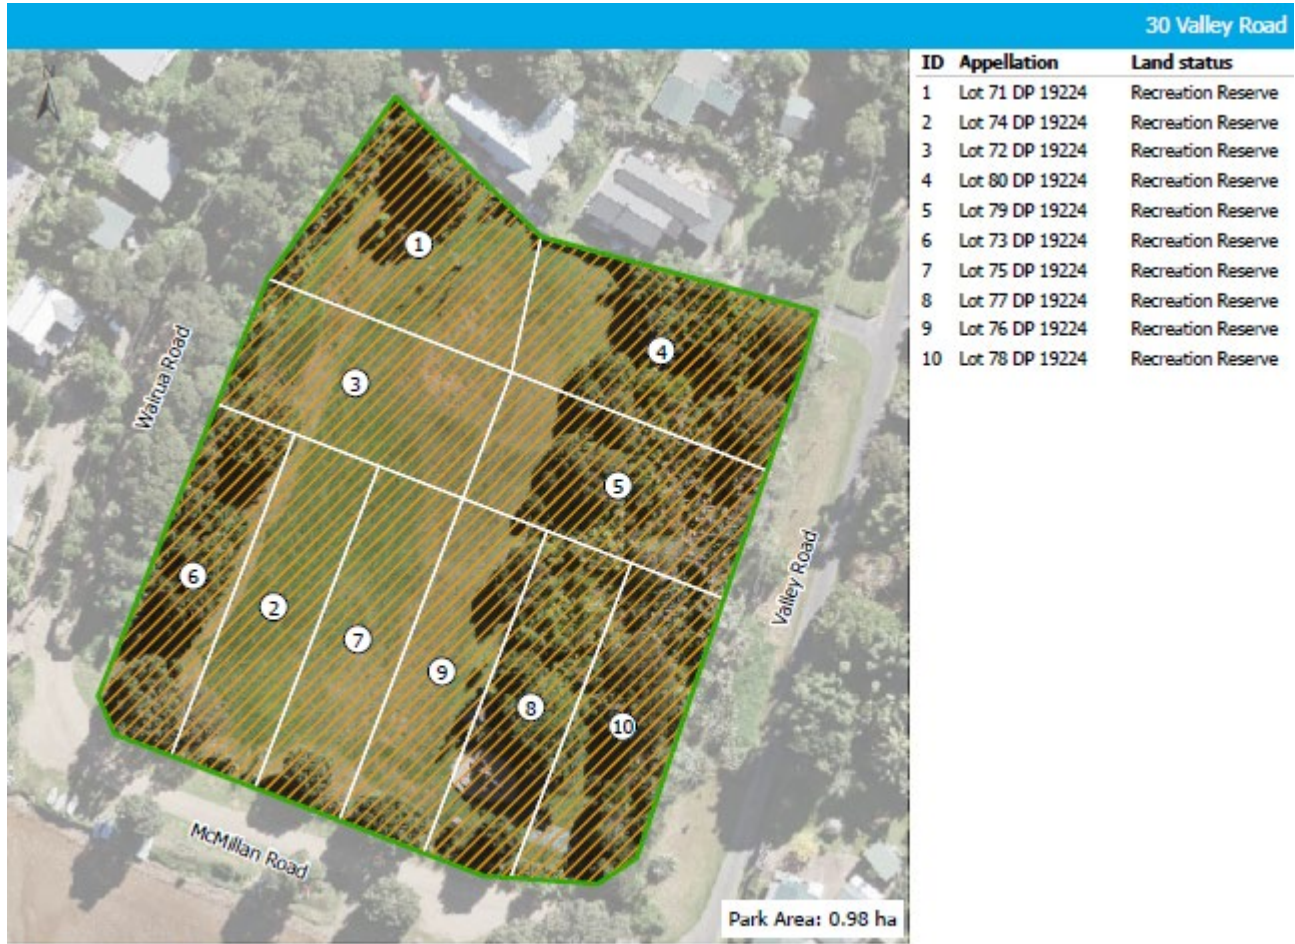 30 Valley Road
ID Appellation Land status
1 Lot 71 DP 19224 Recreation Reserve
2 Lot 74 DP 19224 Recreation Reserve
3 Lot 72 DP 19224 Recreation Reserve
4 Lot 80 DP 19224 Recreation Reserve
5 Lot 79 DP 19224 Recreation Reserve
6 Lot 73 DP 19224 Recreation Reserve
7 Lot 75 DP 19224 Recreation Reserve
8 Lot 77 DP 19224 Recreation Reserve
9 Lot 76 DP 19224 Recreation Reserve
10 Lot 78 DP 19224 Recreation Reserve
1
4
3
Wairua Road
5
6
Valley Road
2
7
9
8
10
McMillan Road
Park Area: 0.98 ha